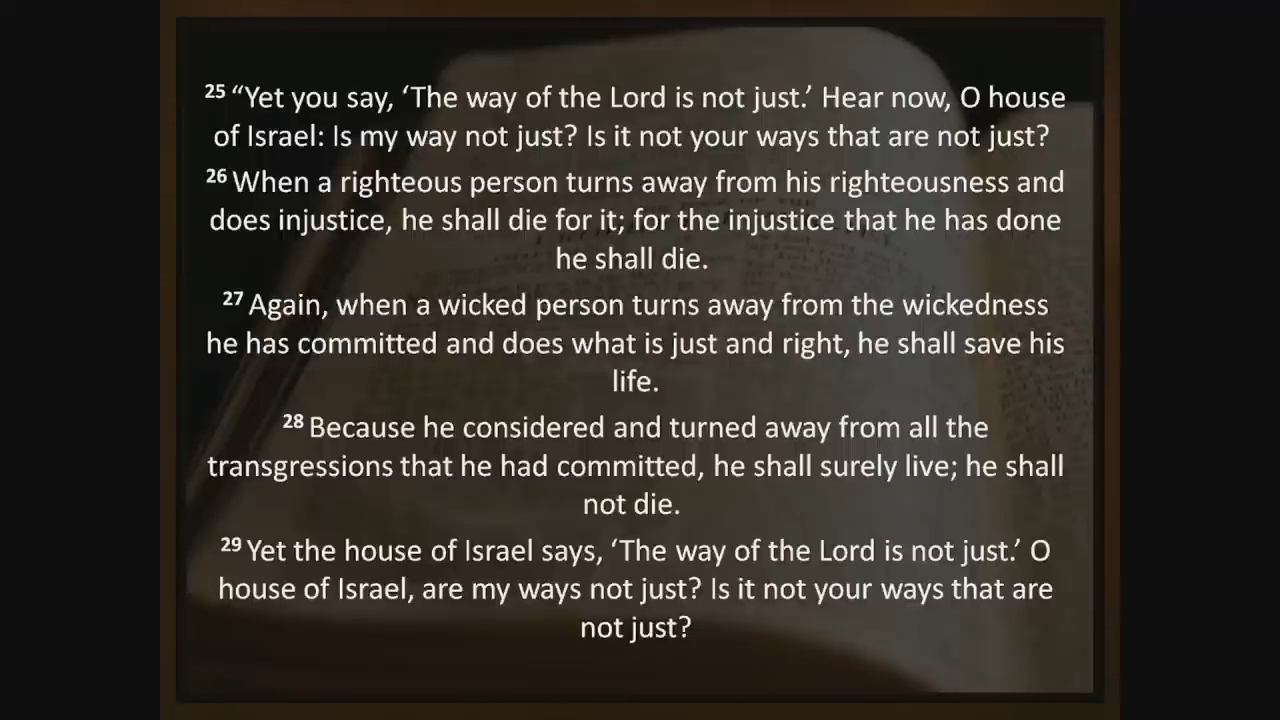 25 “Yet you say, ‘The way of the Lord is not just.’ Hear now, O house
of Israel: Is my way not just? Is it not your ways that are not just?
26 When a righteous person turns away from his righteousness and
does injustice, he shall die for it; for the injustice that he has done
he shall die.
27 Again, when a wicked person turns away from the wickedness
he has committed and does what is just and right, he shall save his
life.
28 Because he considered and turned away from all the
transgressions that he had committed, he shall surely live; he shall
not die.
29 Yet the house of Israel says, ‘The way of the Lord is not just.’ O
house of Israel, are my ways not just? Is it not your ways that are
not just?